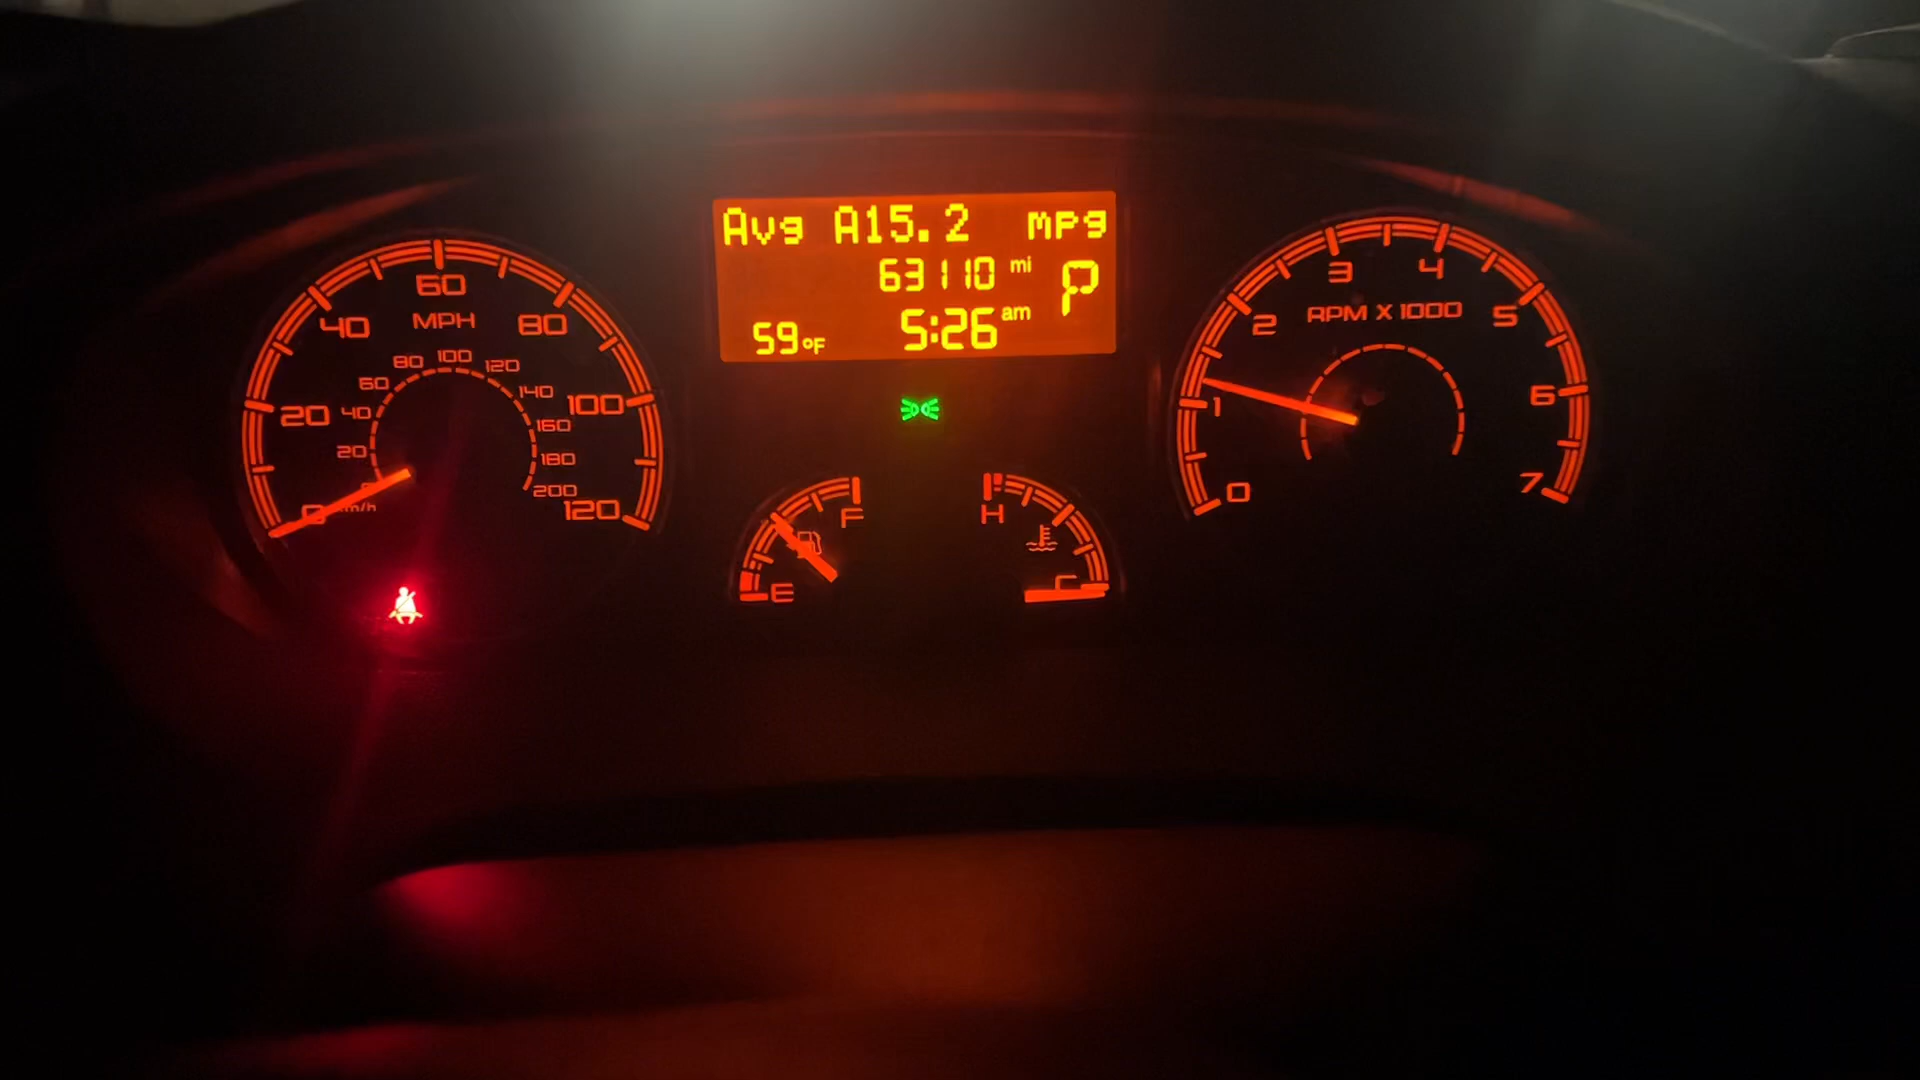 Avg A15.2 mpg
63110 mi
P
59°F 5:26 am
0 20 40 60 80 100 120
MPH
20 40 60 80 100 120 140 160 180 200
km/h
E F
H C
0 1 2 3 4 5 6 7
RPM X 1000